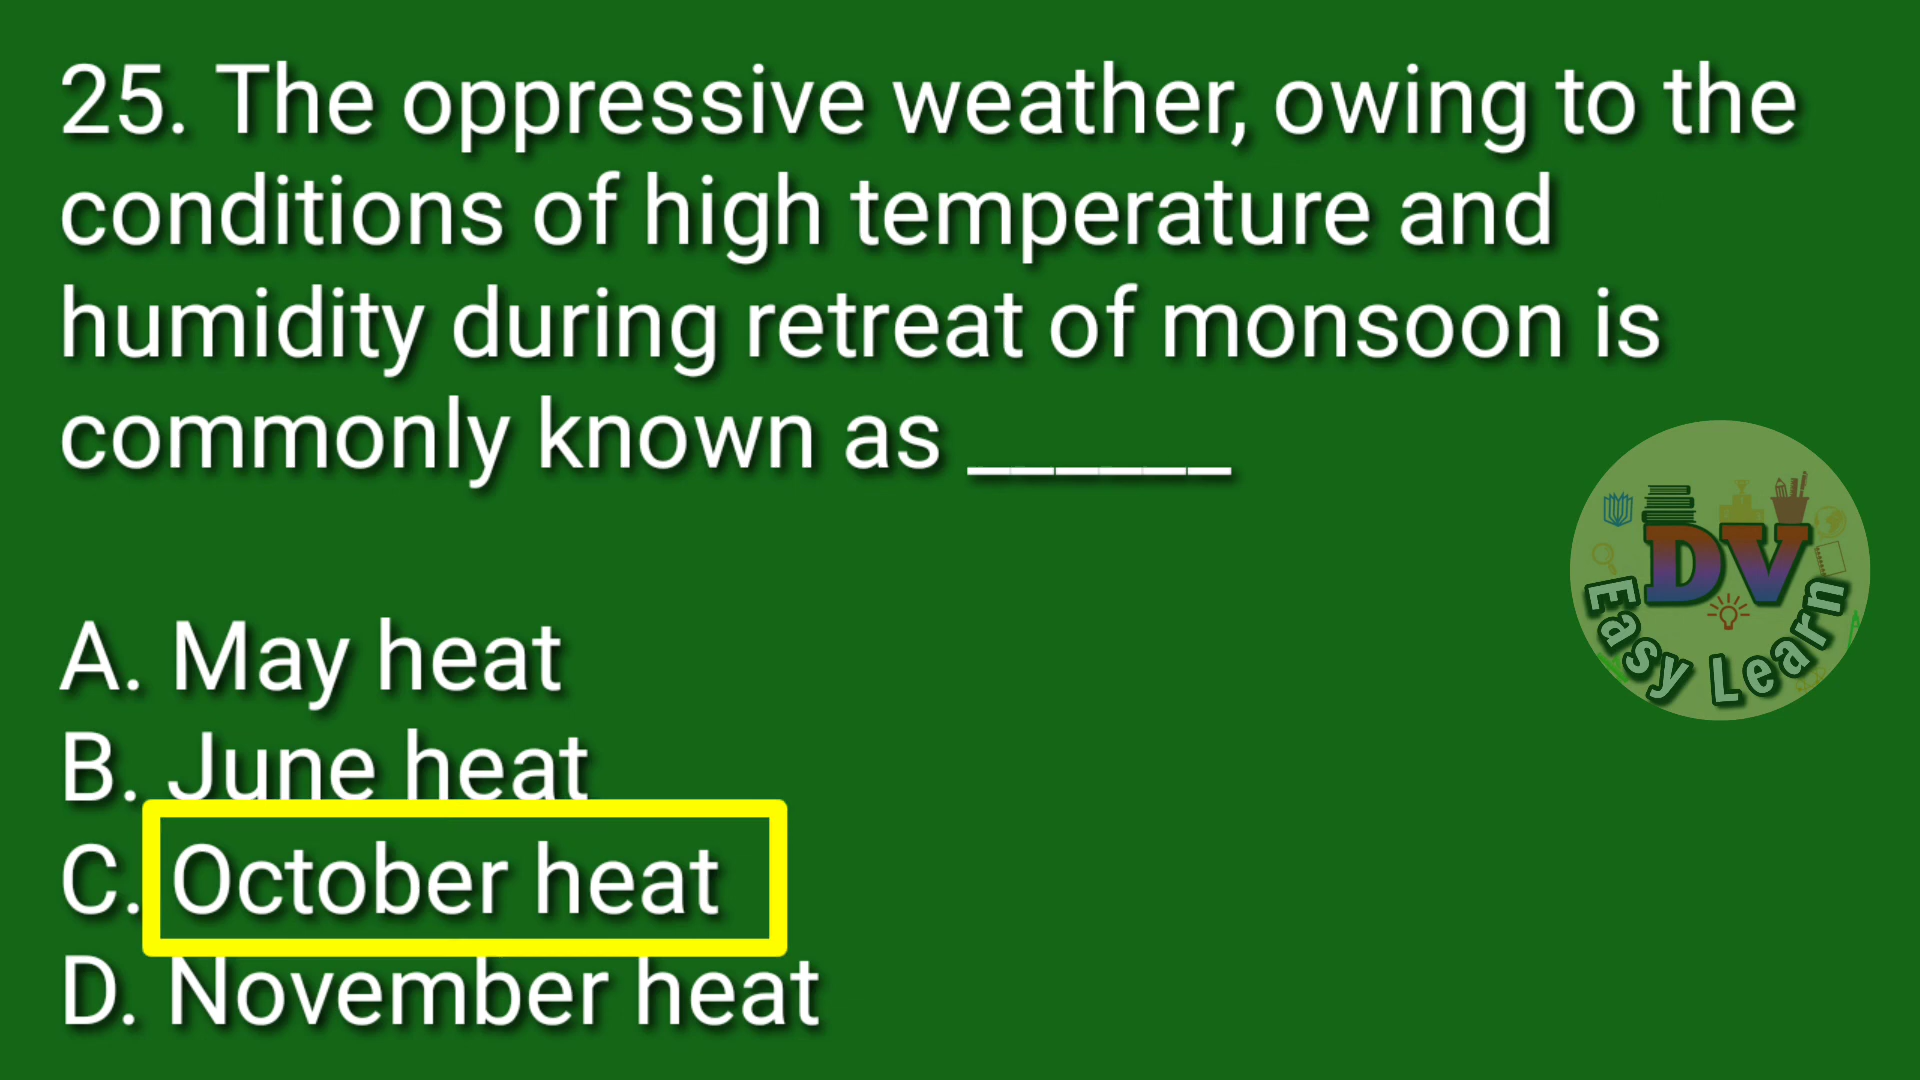 25. The oppressive weather, owing to the
conditions of high temperature and
humidity during retreat of monsoon is
commonly known as ______
A. May heat
B. June heat
C. October heat
D. November heat
DV
Easy Learn